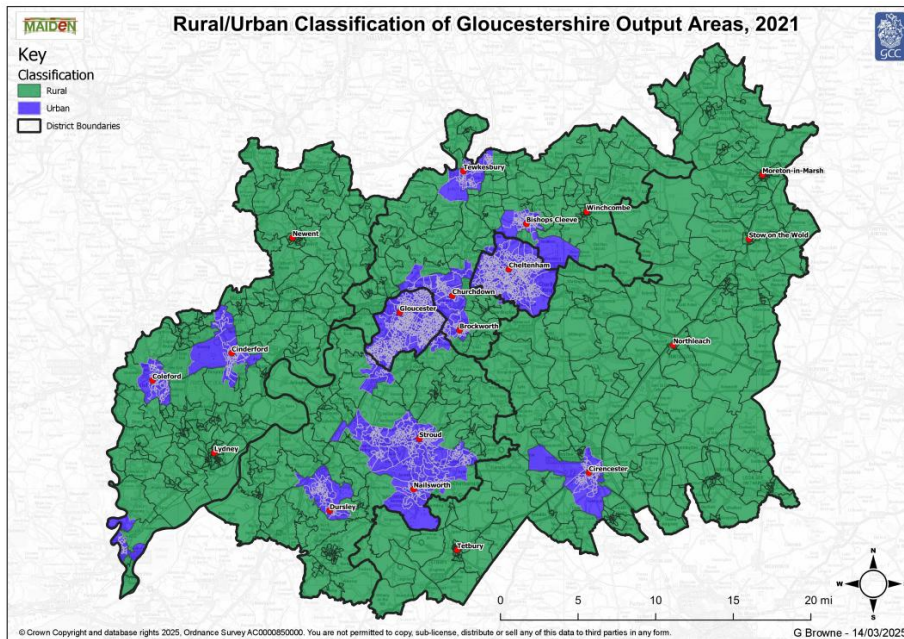 MAIDEN
Rural/Urban Classification of Gloucestershire Output Areas, 2021
GCC
Key
Classification
Rural
Urban
District Boundaries
Tewkesbury
Moreton-in-Marsh
Winchcombe
Bishops Cleeve
Newent
Stow on the Wold
Cheltenham
Churchdown
Gloucester
Brockworth
Northleach
Cinderford
Coleford
Stroud
Lydney
Cirencester
Nailsworth
Dursley
Tetbury
N
W
E
S
0 5 10 15 20 mi
© Crown Copyright and database rights 2025, Ordnance Survey AC0000850000. You are not permitted to copy, sub-license, distribute or sell any of this data to third parties in any form.
G Browne - 14/03/2025